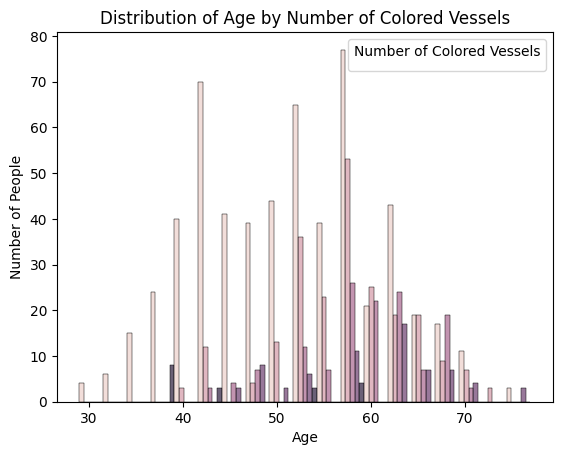 Distribution of Age by Number of Colored Vessels
80
70
60
50
40
30
20
10
0
Number of People
Number of Colored Vessels
30 40 50 60 70
Age